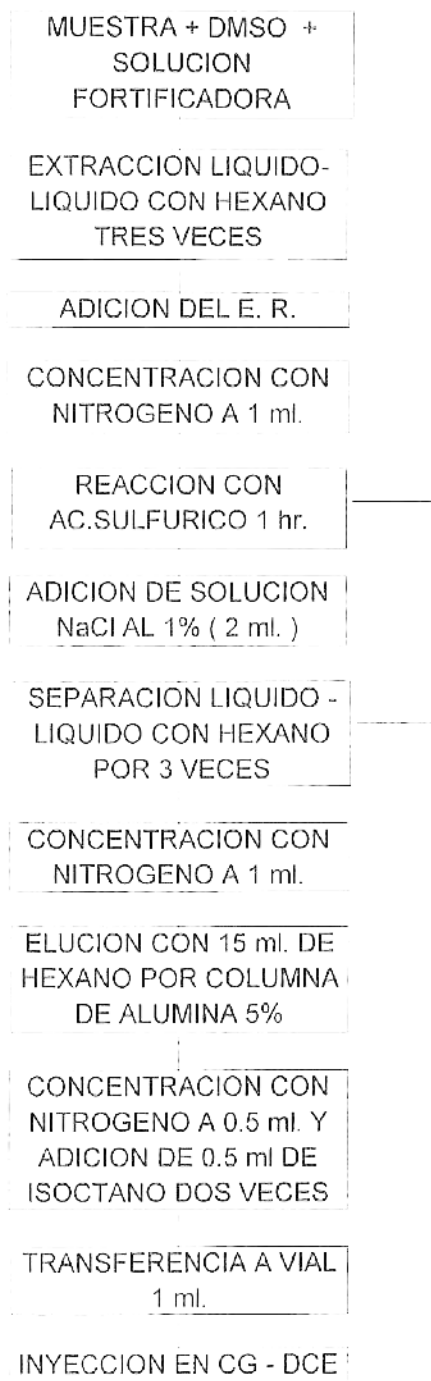 MUESTRA + DMSO +
SOLUCION
FORTIFICADORA
EXTRACCION LIQUIDO-
LIQUIDO CON HEXANO
TRES VECES
ADICION DEL E. R.
CONCENTRACION CON
NITROGENO A 1 ml.
REACCION CON
AC.SULFURICO 1 hr.
ADICION DE SOLUCION
NaCl AL 1% ( 2 ml. )
SEPARACION LIQUIDO -
LIQUIDO CON HEXANO
POR 3 VECES
CONCENTRACION CON
NITROGENO A 1 ml.
ELUCION CON 15 ml. DE
HEXANO POR COLUMNA
DE ALUMINA 5%
CONCENTRACION CON
NITROGENO A 0.5 ml. Y
ADICION DE 0.5 ml DE
ISOCTANO DOS VECES
TRANSFERENCIA A VIAL
1 ml.
INYECCION EN CG - DCE